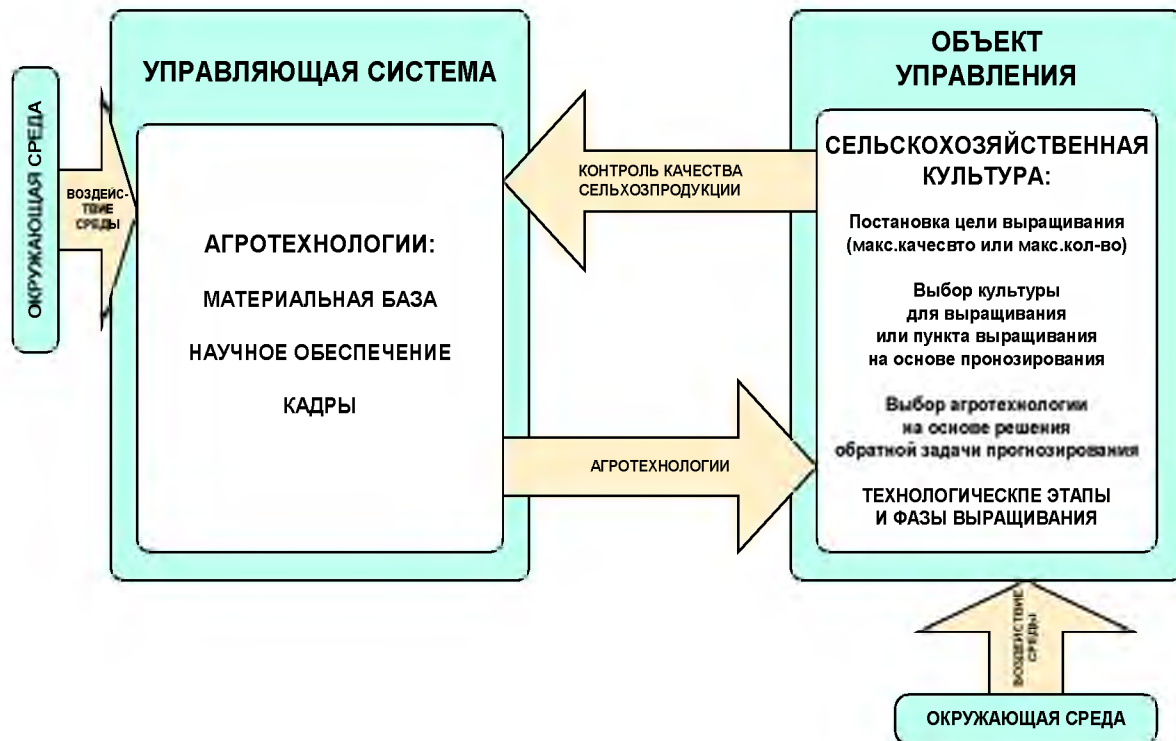 ОКРУЖАЮЩАЯ СРЕДА
ВОЗДЕЙС-
ТВИЕ
СРЕДЫ
УПРАВЛЯЮЩАЯ СИСТЕМА
АГРОТЕХНОЛОГИИ:
МАТЕРИАЛЬНАЯ БАЗА
НАУЧНОЕ ОБЕСПЕЧЕНИЕ
КАДРЫ
КОНТРОЛЬ КАЧЕСТВА
СЕЛЬХОЗПРОДУКЦИИ
АГРОТЕХНОЛОГИИ
ОБЪЕКТ
УПРАВЛЕНИЯ
СЕЛЬСКОХОЗЯЙСТВЕННАЯ
КУЛЬТУРА:
Постановка цели выращивания
(макс.качесвто или макс.кол-во)
Выбор культуры
для выращивания
или пункта выращивания
на основе пронозирования
Выбор агротехнологии
на основе решения
обратной задачи прогнозирования
ТЕХНОЛОГИЧЕСКПЕ ЭТАПЫ
И ФАЗЫ ВЫРАЩИВАНИЯ
ВОЗДЕЙСТВИЕ
СРЕДЫ
ОКРУЖАЮЩАЯ СРЕДА